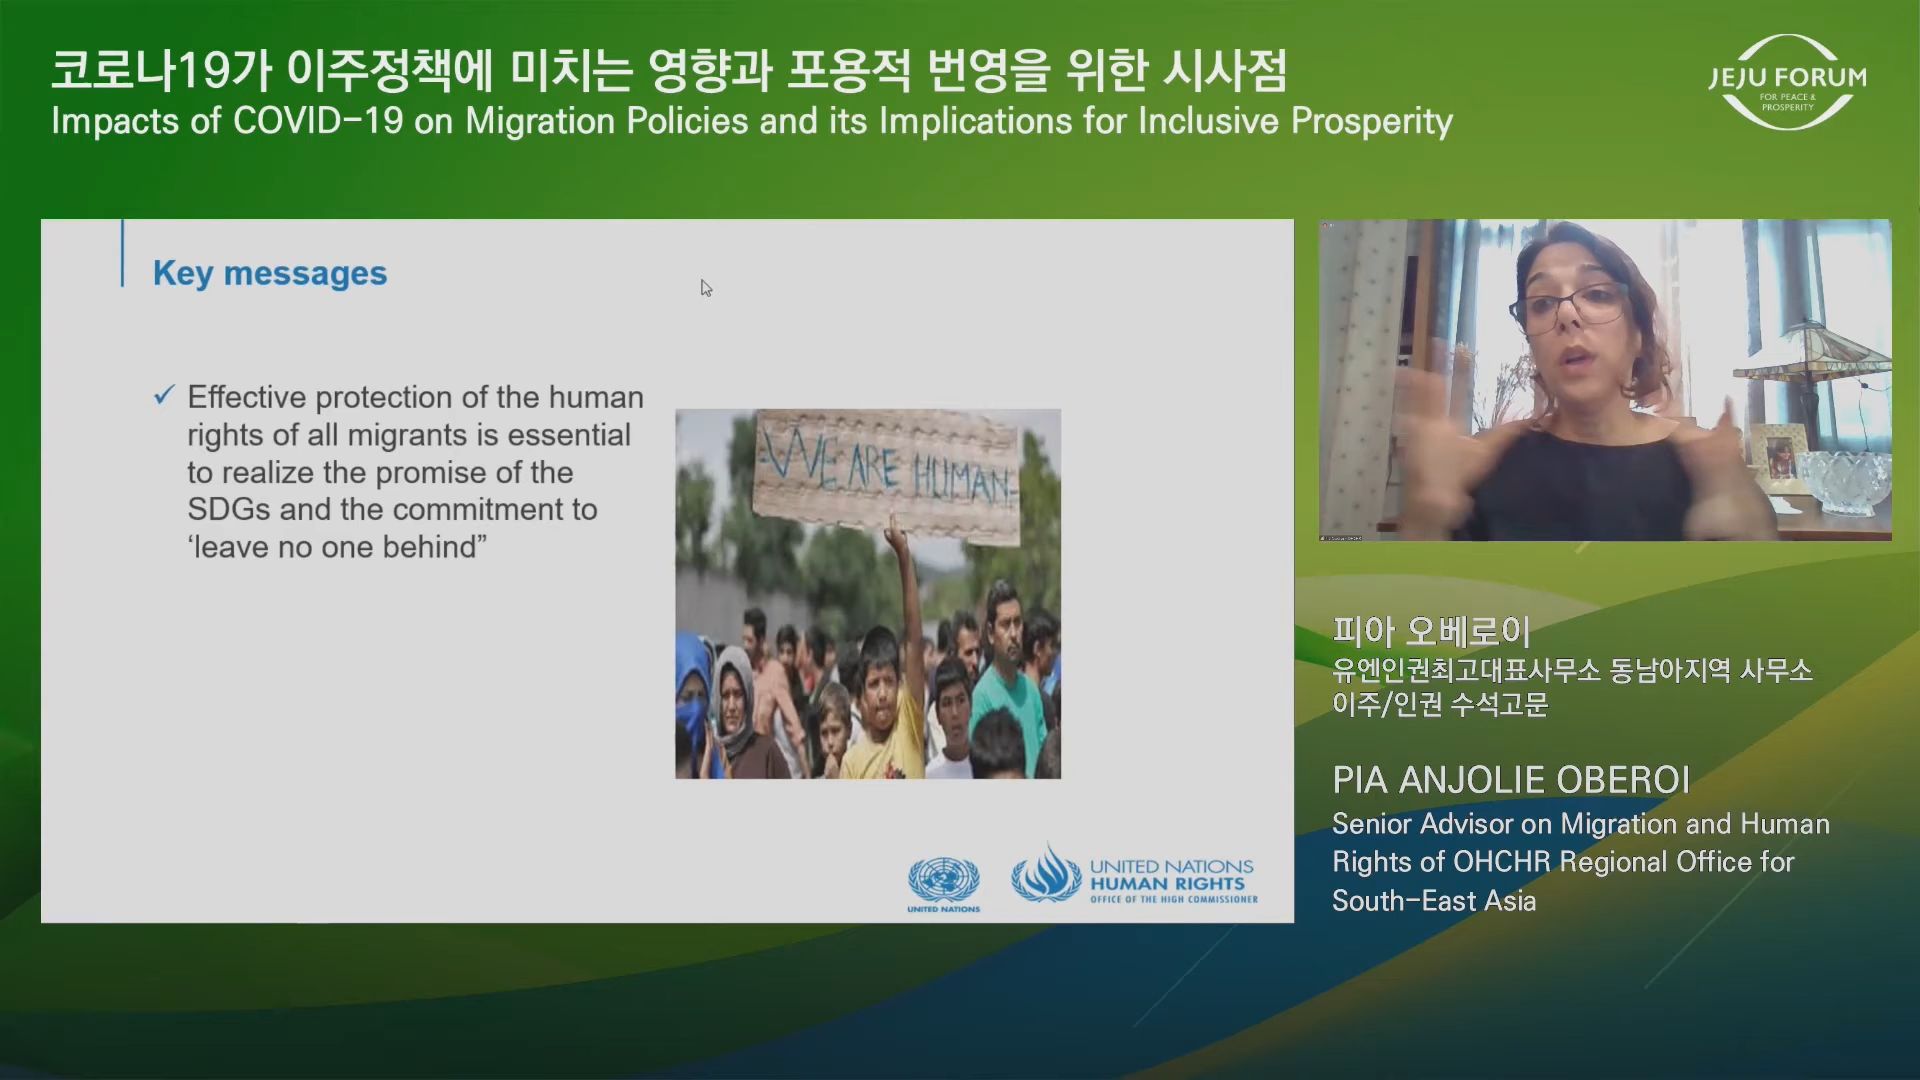 코로나19가 이주정책에 미치는 영향과 포용적 번영을 위한 시사점
Impacts of COVID-19 on Migration Policies and its Implications for Inclusive Prosperity
JEJU FORUM
FOR PEACE &
PROSPERITY
Key messages
✓ Effective protection of the human
rights of all migrants is essential
to realize the promise of the
SDGs and the commitment to
‘leave no one behind”
WE ARE HUMAN
UNITED NATIONS
UNITED NATIONS
HUMAN RIGHTS
OFFICE OF THE HIGH COMMISSIONER
피아 오베로이
유엔인권최고대표사무소 동남아지역 사무소
이주/인권 수석고문
PIA ANJOLIE OBEROI
Senior Advisor on Migration and Human
Rights of OHCHR Regional Office for
South-East Asia